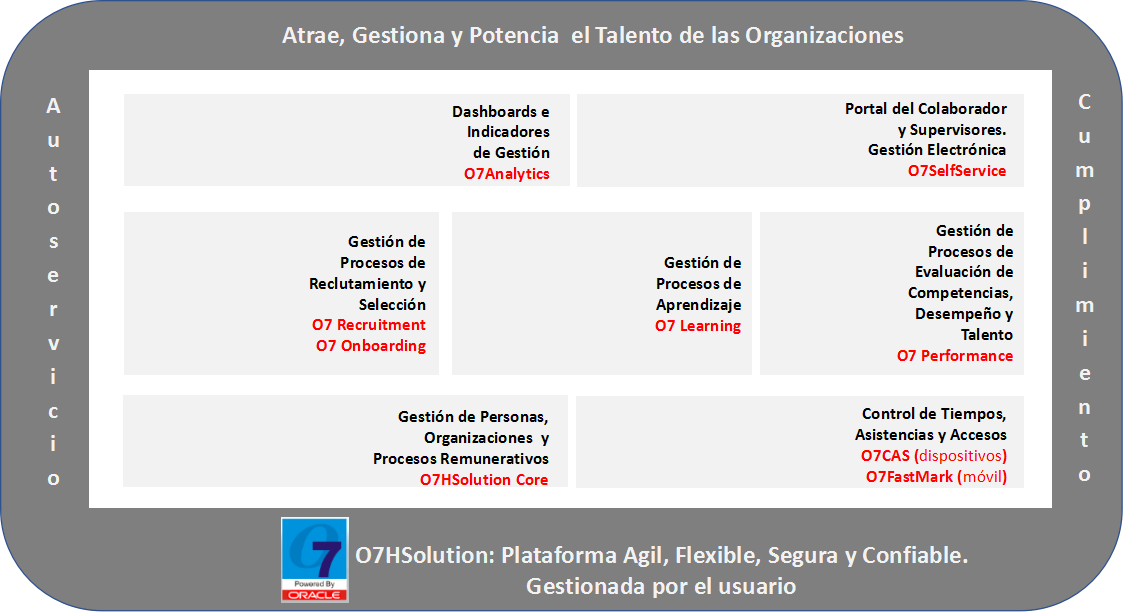 Atrae, Gestiona y Potencia  el Talento de las Organizaciones
Autoservicio
Dashboards e
Indicadores
de Gestión
O7Analytics
Portal del Colaborador
y Supervisores.
Gestión Electrónica
O7SelfService
Gestión de
Procesos de
Reclutamiento y
Selección
O7 Recruitment
O7 Onboarding
Gestión de
Procesos de
Aprendizaje
O7 Learning
Gestión de
Procesos de
Evaluación de
Competencias,
Desempeño y
Talento
O7 Performance
Gestión de Personas,
Organizaciones  y
Procesos Remunerativos
O7HSolution Core
Control de Tiempos,
Asistencias y Accesos
O7CAS (dispositivos)
O7FastMark (móvil)
Cumplimiento
O7
Powered By
ORACLE
O7HSolution: Plataforma Agil, Flexible, Segura y Confiable.
Gestionada por el usuario